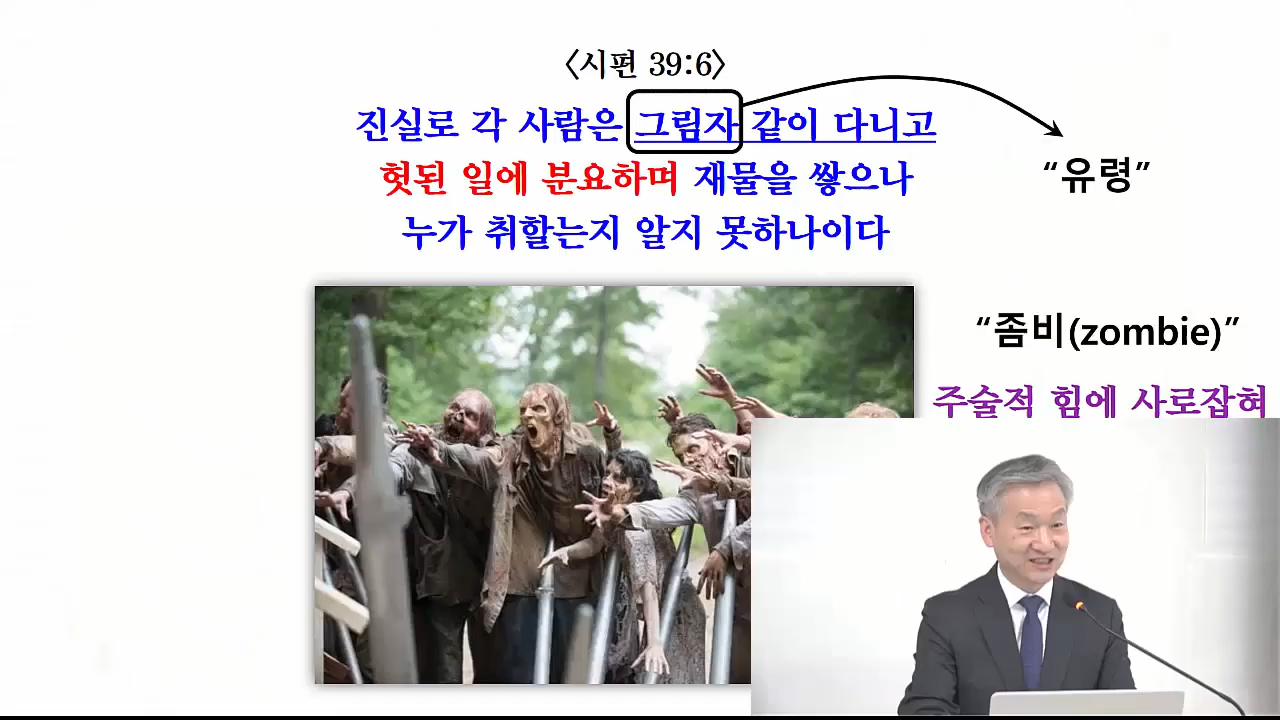 〈시편 39:6〉
진실로 각 사람은 그림자 같이 다니고
헛된 일에 분요하며 재물을 쌓으나
누가 취할는지 알지 못하나이다
“유령”
“좀비(zombie)”
주술적 힘에 사로잡혀